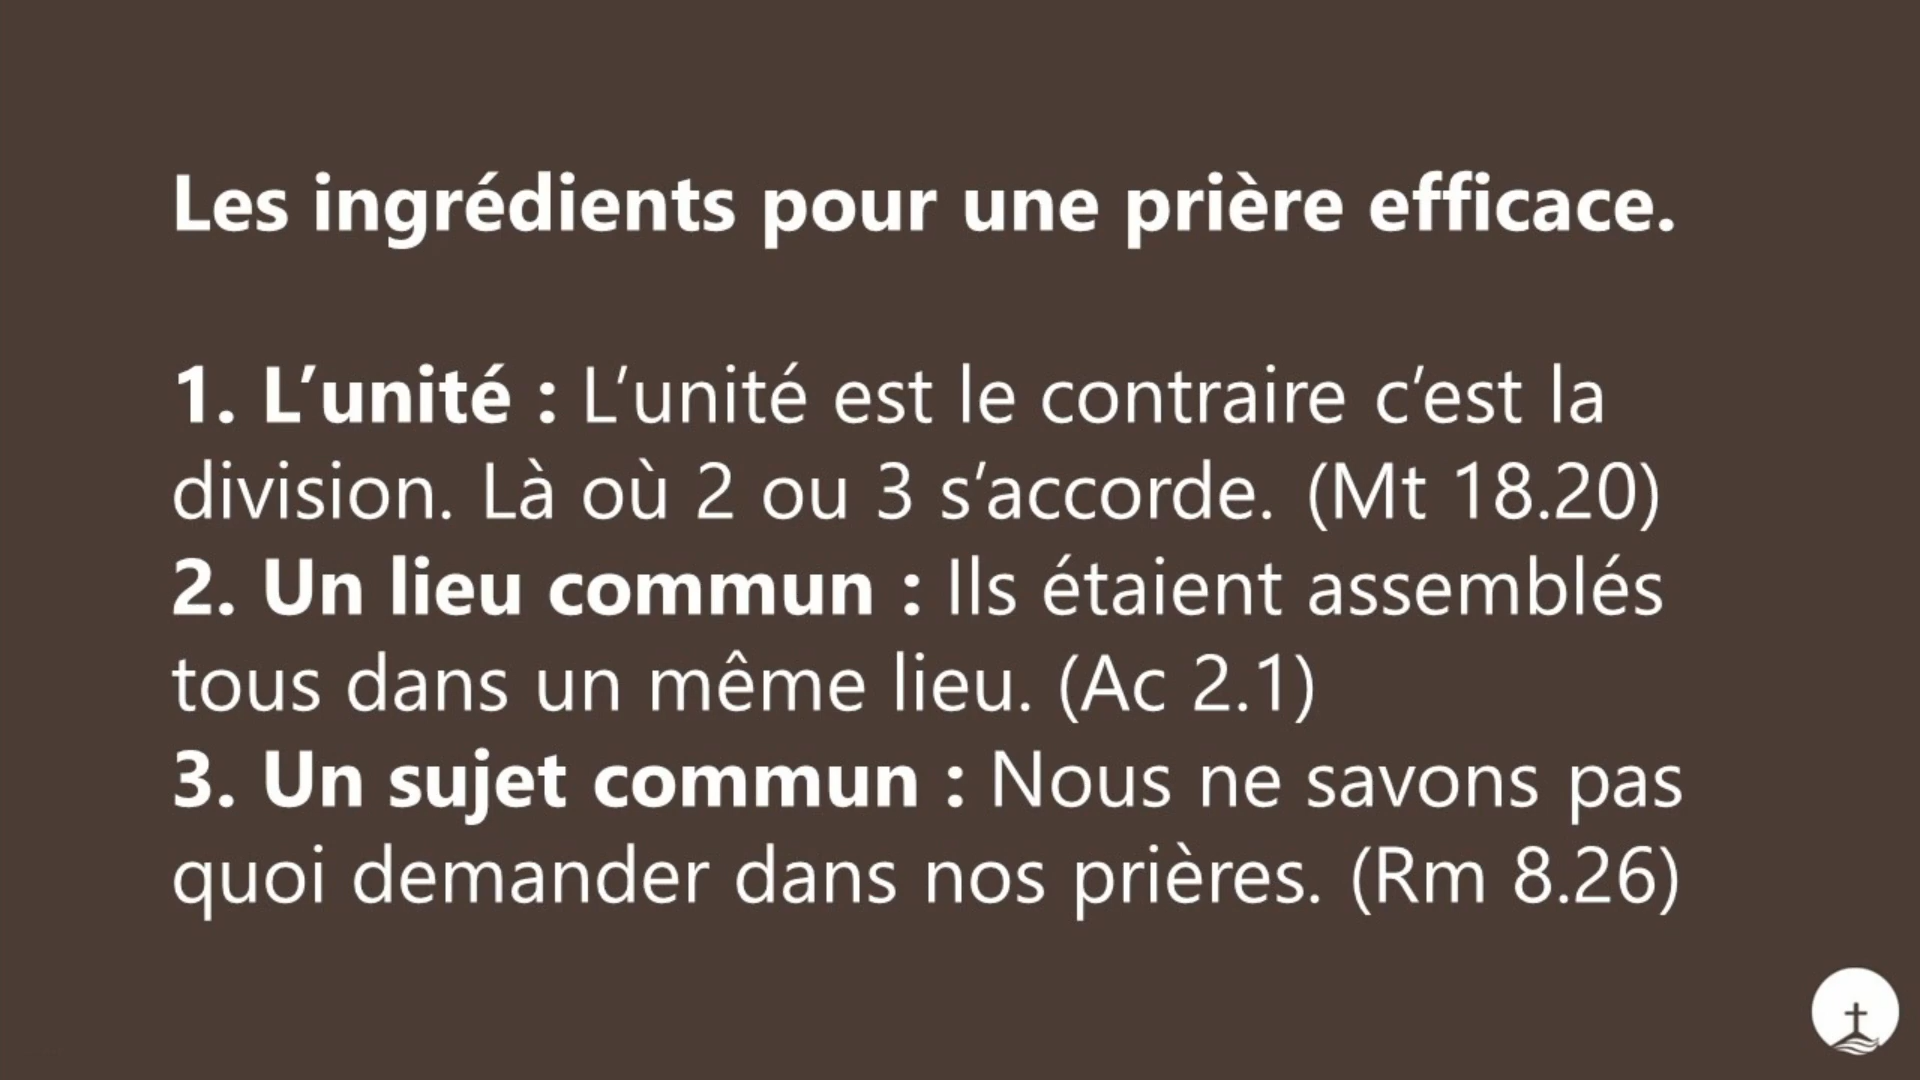 Les ingrédients pour une prière efficace.
1. L’unité : L’unité est le contraire c’est la
division. Là où 2 ou 3 s’accorde. (Mt 18.20)
2. Un lieu commun : Ils étaient assemblés
tous dans un même lieu. (Ac 2.1)
3. Un sujet commun : Nous ne savons pas
quoi demander dans nos prières. (Rm 8.26)